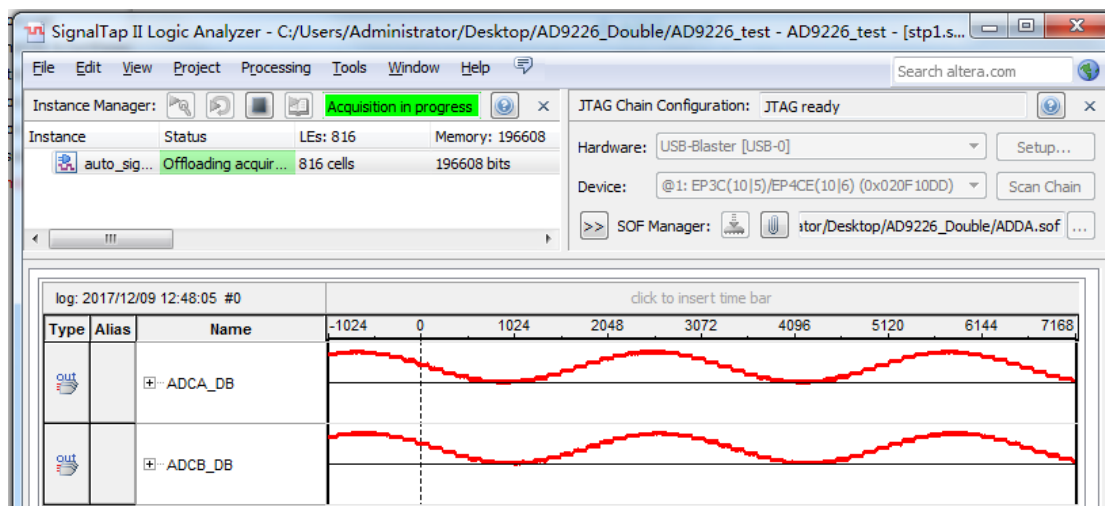 SignalTap II Logic Analyzer - C:/Users/Administrator/Desktop/AD9226_Double/AD9226_test - AD9226_test - [stp1.s...
File Edit View Project Processing Tools Window Help
Search altera.com
Instance Manager: Acquisition in progress
JTAG Chain Configuration: JTAG ready
Instance Status LEs: 816 Memory: 196608
auto_sig... Offloading acquir... 816 cells 196608 bits
Hardware: USB-Blaster [USB-0] Setup...
Device: @1: EP3C(10|5)/EP4CE(10|6) (0x020F10DD) Scan Chain
>> SOF Manager: ator/Desktop/AD9226_Double/ADDA.sof ...
log: 2017/12/09 12:48:05 #0
click to insert time bar
Type Alias Name
-1024 0 1024 2048 3072 4096 5120 6144 7168
out ADCA_DB
out ADCB_DB